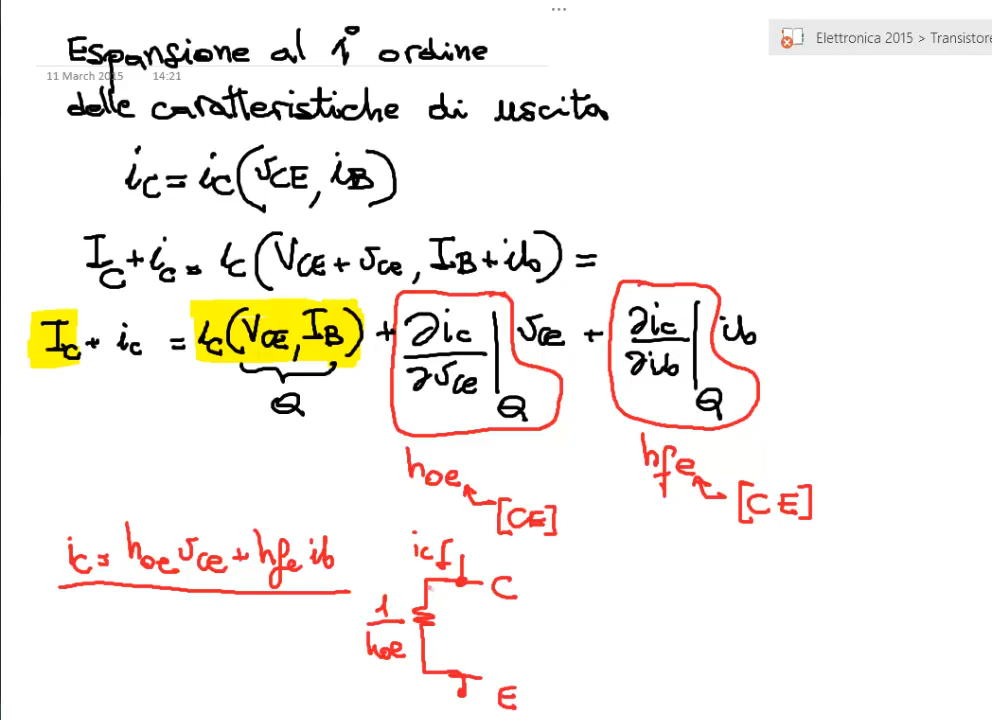 Elettronica 2015 > Transistore
Espansione al 1° ordine
11 March 2015 14:21
delle caratteristiche di uscita
iC = iC(vCE, iB)
IC + ic = iC(VCE + vce, IB + ib) =
IC + ic = iC(VCE, IB) + ∂ic/∂vce |Q vce + ∂ic/∂ib |Q ib
Q
hoe [CE]
hfe [CE]
ic = hoe vce + hfe ib
ic
C
1/hoe
E